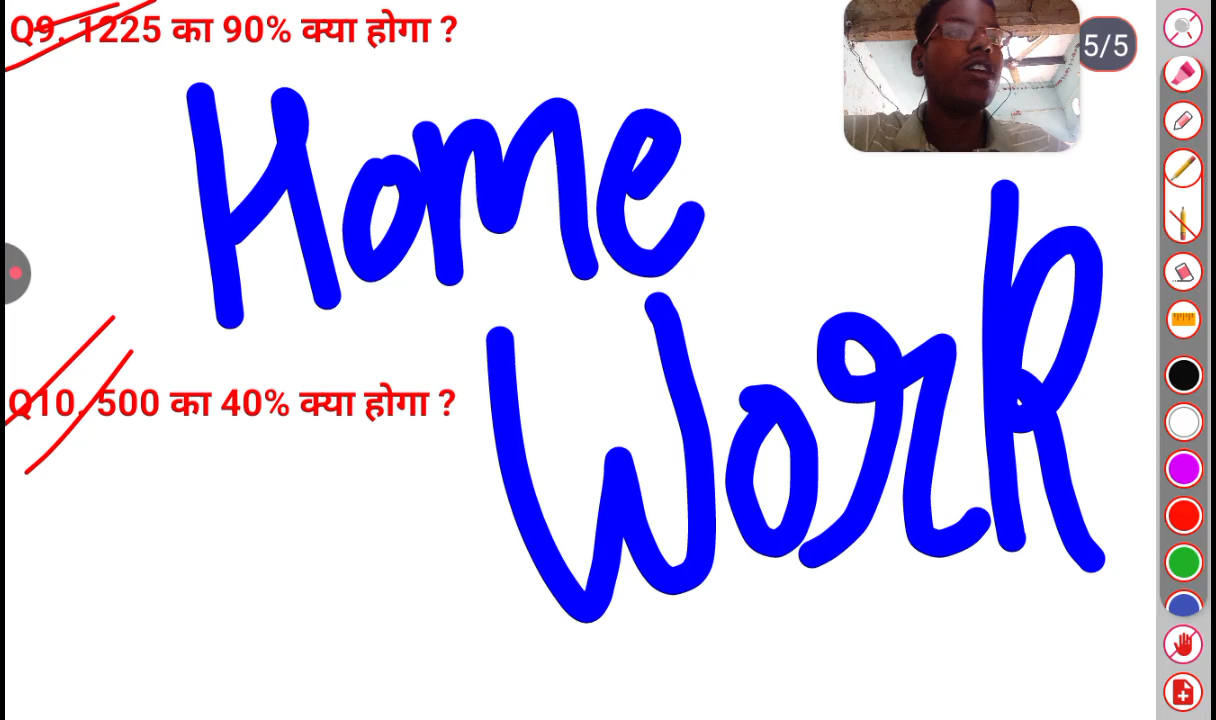 Q9. 1225 का 90% क्या होगा ?
5/5
Home
Work
Q10. 500 का 40% क्या होगा ?